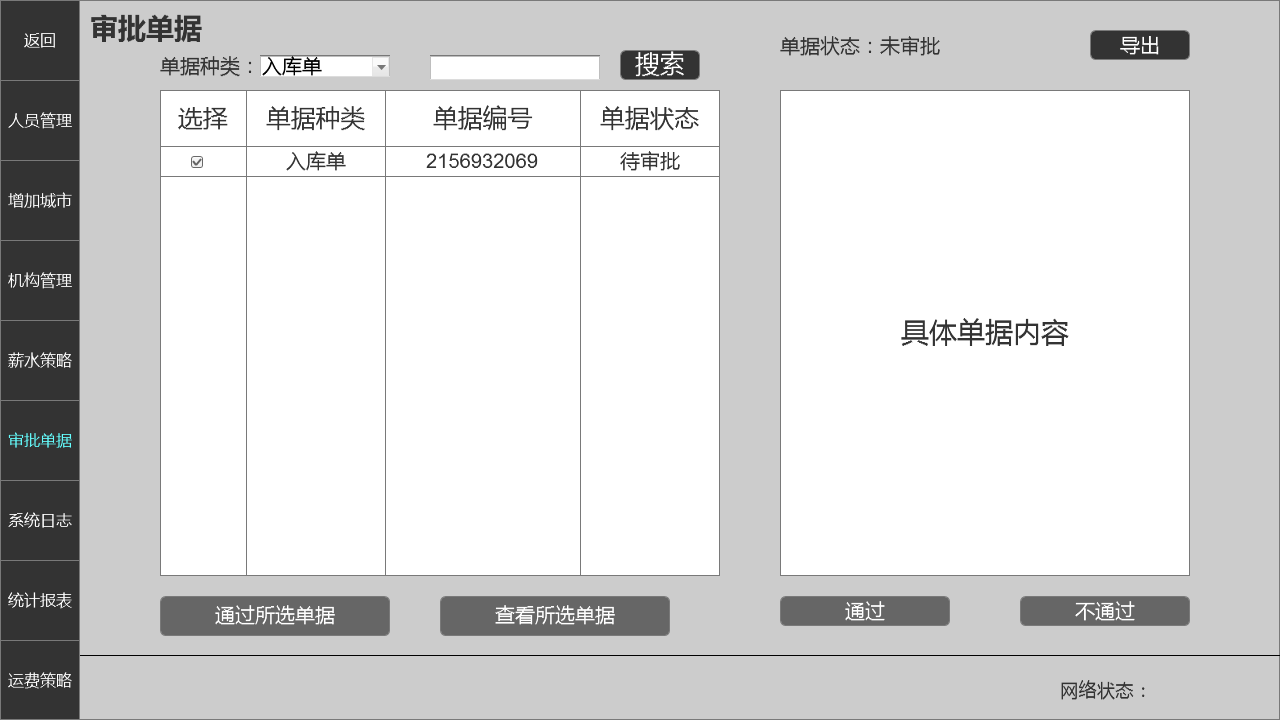 返回
人员管理
增加城市
机构管理
薪水策略
审批单据
系统日志
统计报表
运费策略
审批单据
单据种类：入库单
搜索
单据状态：未审批
导出
选择 单据种类 单据编号 单据状态
入库单 2156932069 待审批
具体单据内容
通过所选单据
查看所选单据
通过
不通过
网络状态：